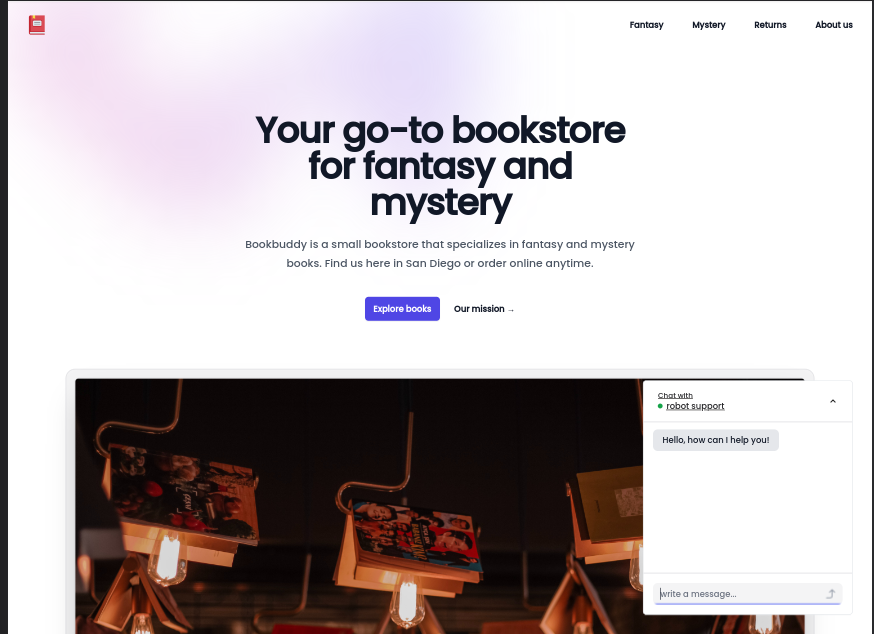 Fantasy Mystery Returns About us
Your go-to bookstore
for fantasy and
mystery
Bookbuddy is a small bookstore that specializes in fantasy and mystery
books. Find us here in San Diego or order online anytime.
Explore books Our mission →
Chat with
robot support
Hello, how can I help you!
write a message...